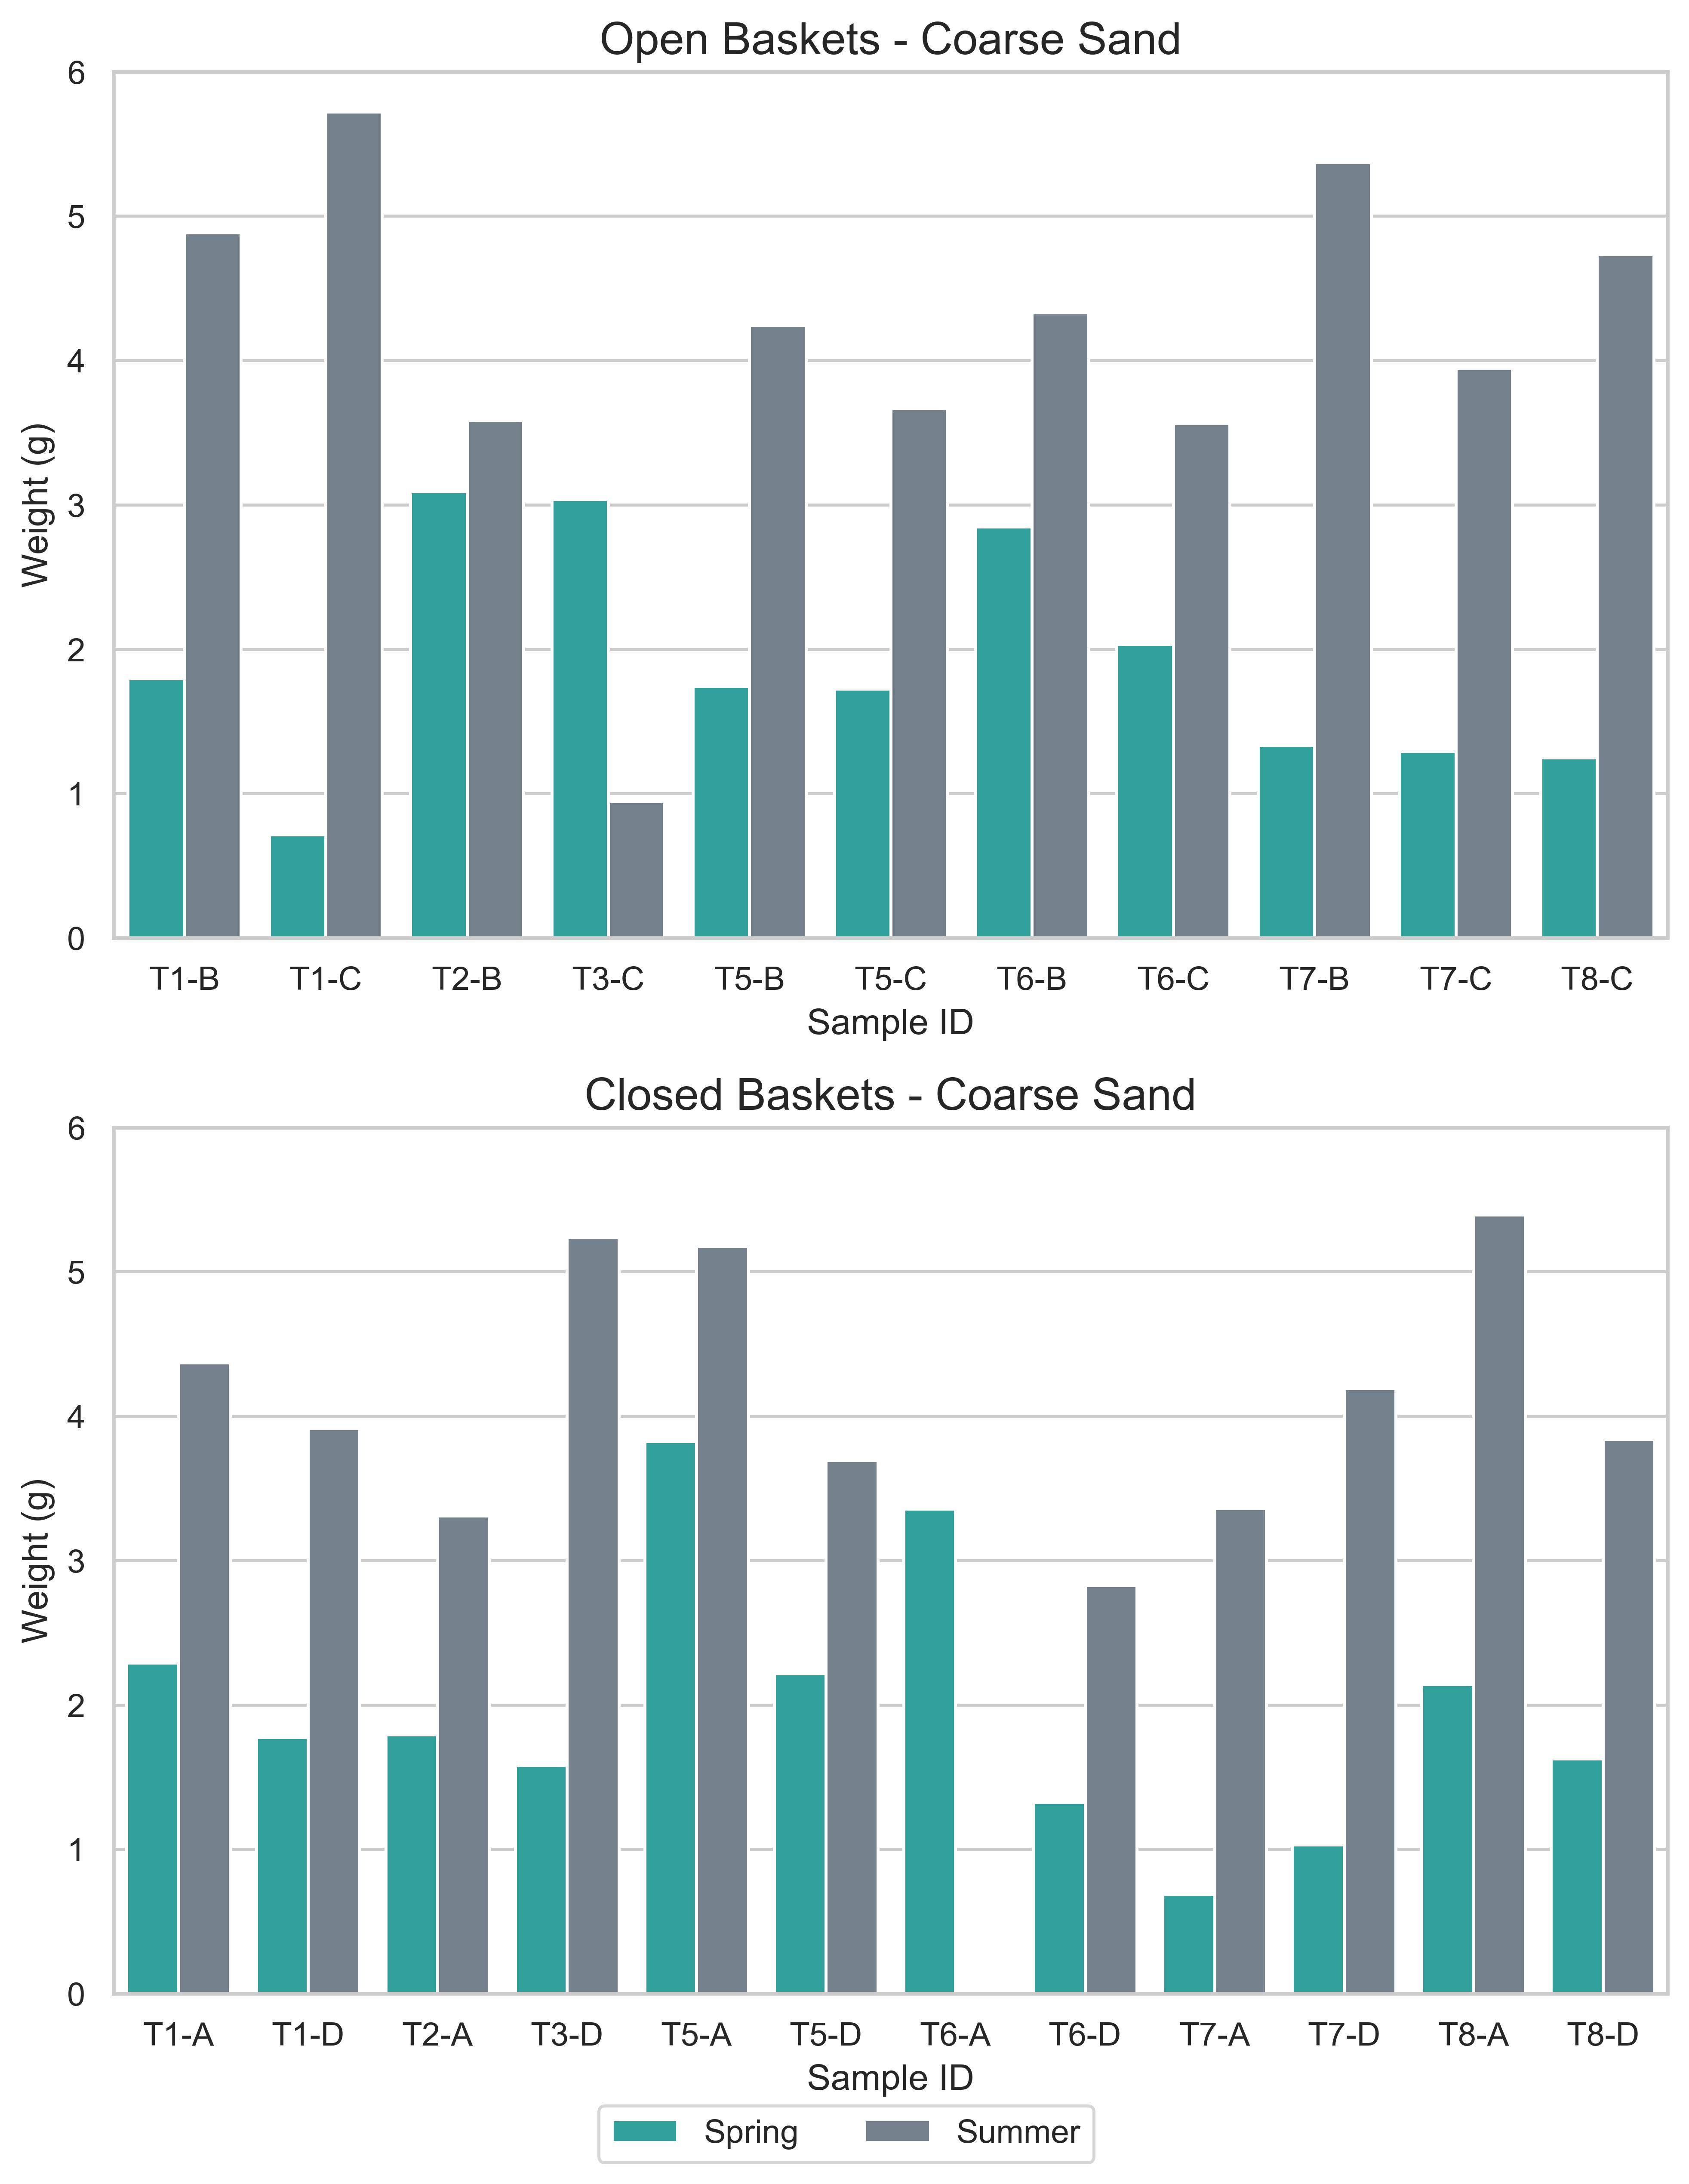 Open Baskets - Coarse Sand
6
5
4
3
2
1
0
Weight (g)
T1-B T1-C T2-B T3-C T5-B T5-C T6-B T6-C T7-B T7-C T8-C
Sample ID
Closed Baskets - Coarse Sand
6
5
4
3
2
1
0
Weight (g)
T1-A T1-D T2-A T3-D T5-A T5-D T6-A T6-D T7-A T7-D T8-A T8-D
Sample ID
Spring Summer